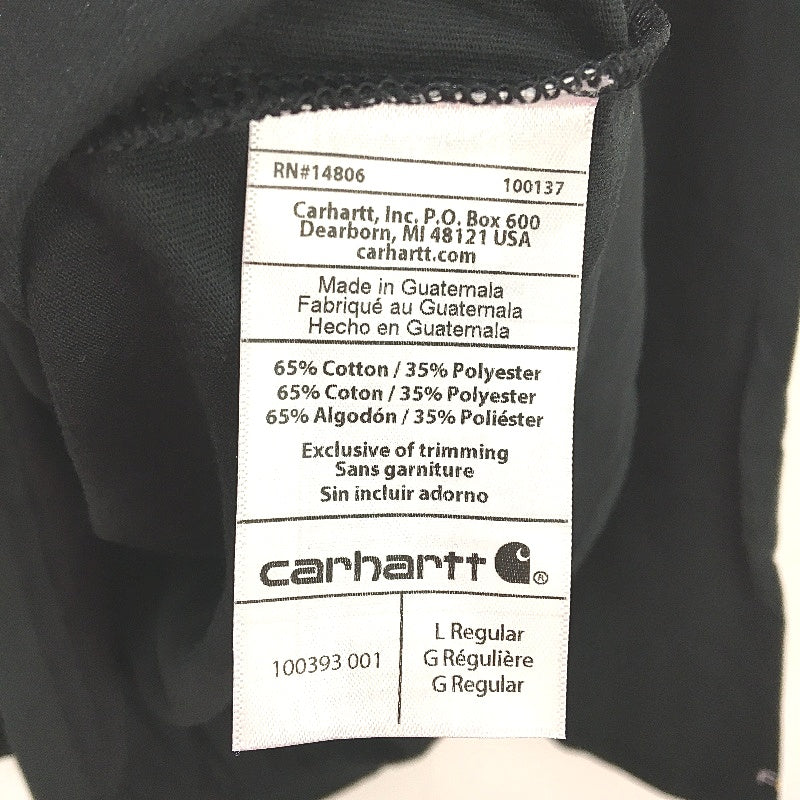 RN#14806 100137
Carhartt, Inc. P.O. Box 600
Dearborn, MI 48121 USA
carhartt.com
Made in Guatemala
Fabriqué au Guatemala
Hecho en Guatemala
65% Cotton / 35% Polyester
65% Coton / 35% Polyester
65% Algodón / 35% Poliéster
Exclusive of trimming
Sans garniture
Sin incluir adorno
carhartt ®
100393 001
L Regular
G Régulière
G Regular